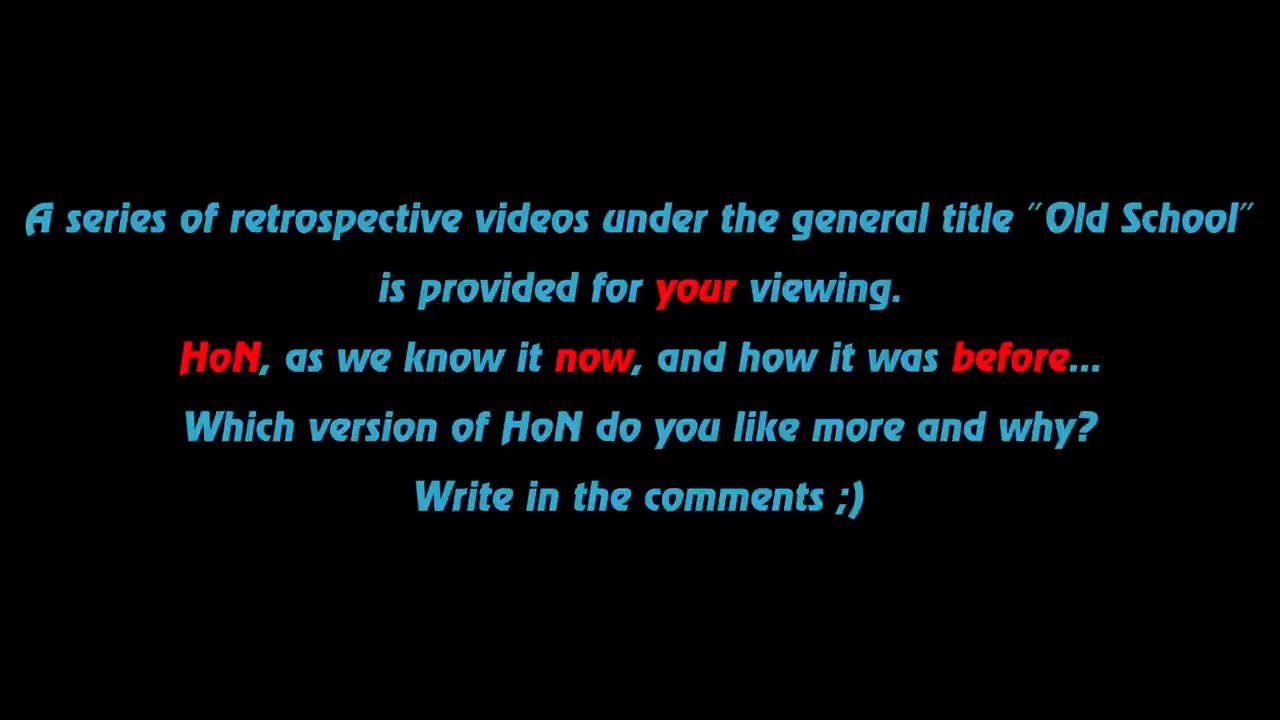 A series of retrospective videos under the general title "Old School"
is provided for your viewing.
HoN, as we know it now, and how it was before...
Which version of HoN do you like more and why?
Write in the comments ;)